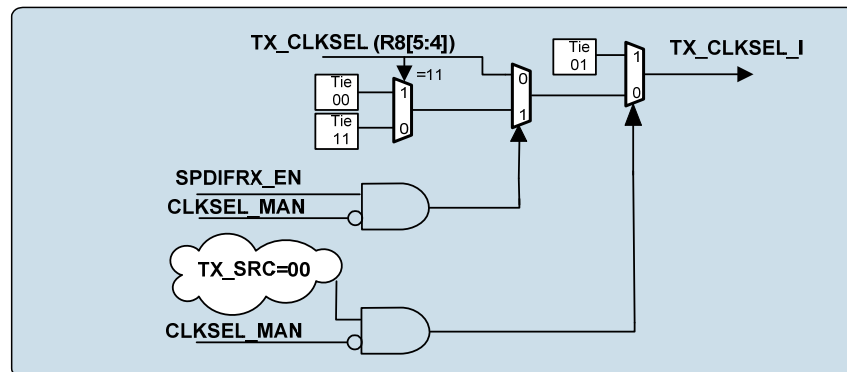 TX_CLKSEL (R8[5:4])
Tie
01
1
0
TX_CLKSEL_I
=11
Tie
00
1
0
Tie
11
0
1
SPDIFRX_EN
CLKSEL_MAN
TX_SRC=00
CLKSEL_MAN